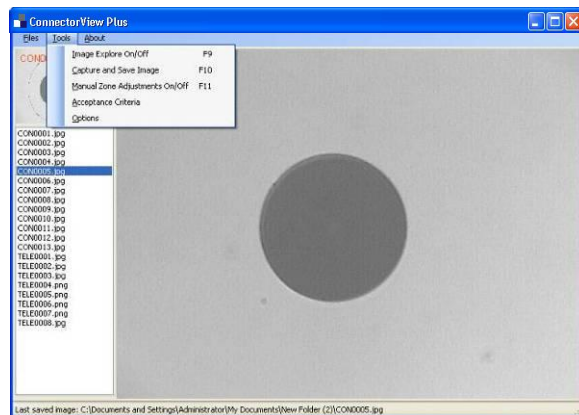 ConnectorView Plus
Files Tools About
Image Explore On/Off F9
Capture and Save Image F10
Manual Zone Adjustments On/Off F11
Acceptance Criteria
Options
CON0001.jpg
CON0002.jpg
CON0003.jpg
CON0004.jpg
CON0005.jpg
CON0006.jpg
CON0007.jpg
CON0008.jpg
CON0009.jpg
CON0010.jpg
CON0011.jpg
CON0012.jpg
CON0013.jpg
TELE0001.jpg
TELE0002.jpg
TELE0003.jpg
TELE0004.png
TELE0005.png
TELE0006.png
TELE0007.png
TELE0008.jpg
Last saved image: C:\Documents and Settings\Administrator\My Documents\New Folder (2)\CON0005.jpg